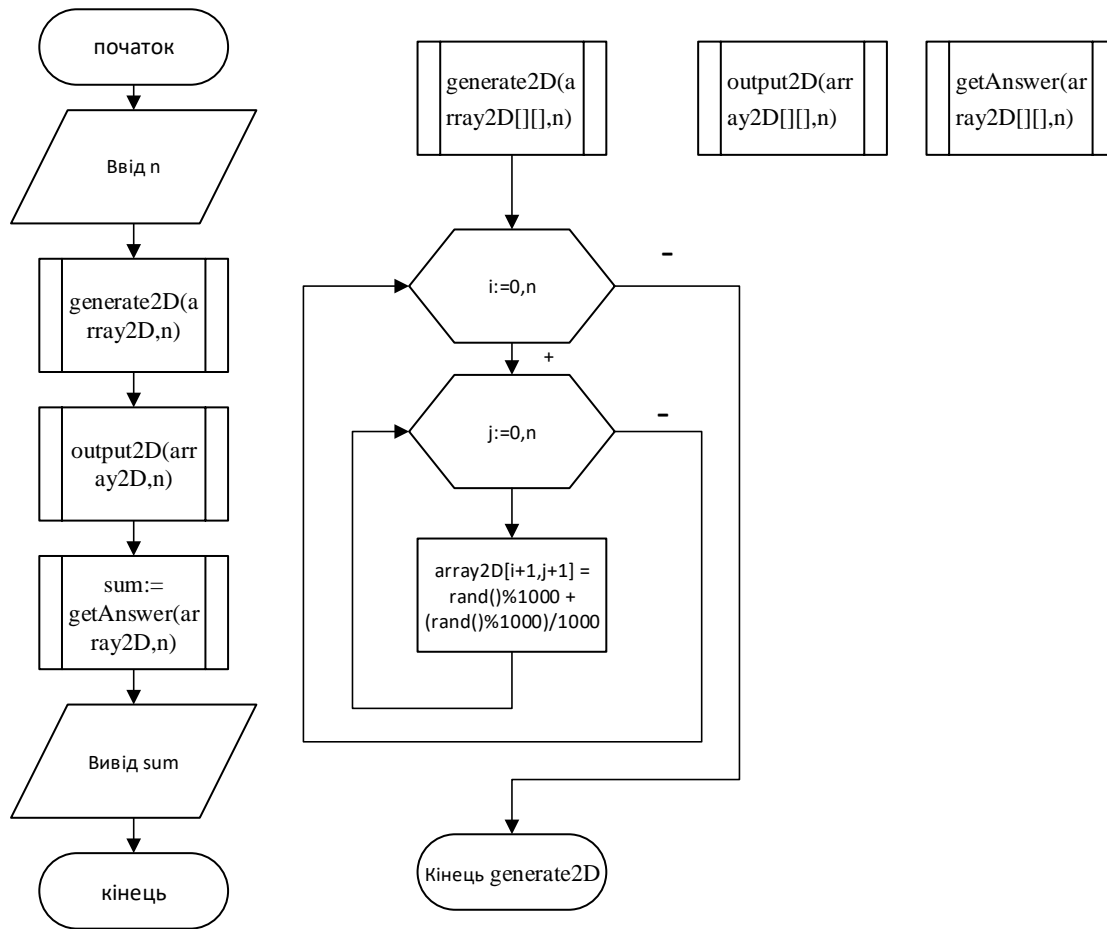 початок
Ввід n
generate2D(a
rray2D,n)
output2D(arr
ay2D,n)
sum:=
getAnswer(ar
ray2D,n)
Вивід sum
кінець
generate2D(a
rray2D[][],n)
i:=0,n
-
+
j:=0,n
-
array2D[i+1,j+1] =
rand()%1000 +
(rand()%1000)/1000
Кінець generate2D
output2D(arr
ay2D[][],n)
getAnswer(ar
ray2D[][],n)